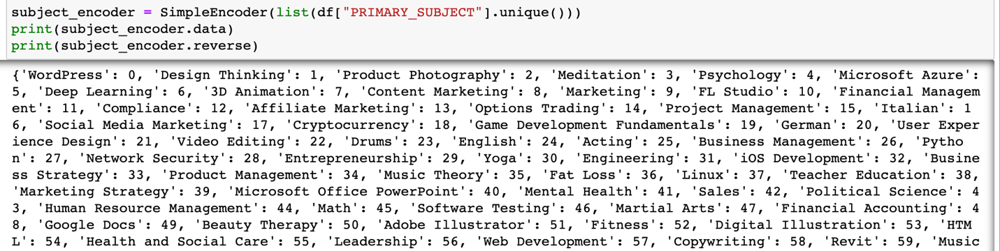 subject_encoder = SimpleEncoder(list(df["PRIMARY_SUBJECT"].unique()))
print(subject_encoder.data)
print(subject_encoder.reverse)
{'WordPress': 0, 'Design Thinking': 1, 'Product Photography': 2, 'Meditation': 3, 'Psychology': 4, 'Microsoft Azure':
5, 'Deep Learning': 6, '3D Animation': 7, 'Content Marketing': 8, 'Marketing': 9, 'FL Studio': 10, 'Financial Managem
ent': 11, 'Compliance': 12, 'Affiliate Marketing': 13, 'Options Trading': 14, 'Project Management': 15, 'Italian': 1
6, 'Social Media Marketing': 17, 'Cryptocurrency': 18, 'Game Development Fundamentals': 19, 'German': 20, 'User Exper
ience Design': 21, 'Video Editing': 22, 'Drums': 23, 'English': 24, 'Acting': 25, 'Business Management': 26, 'Pytho
n': 27, 'Network Security': 28, 'Entrepreneurship': 29, 'Yoga': 30, 'Engineering': 31, 'iOS Development': 32, 'Busine
ss Strategy': 33, 'Product Management': 34, 'Music Theory': 35, 'Fat Loss': 36, 'Linux': 37, 'Teacher Education': 38,
'Marketing Strategy': 39, 'Microsoft Office PowerPoint': 40, 'Mental Health': 41, 'Sales': 42, 'Political Science': 4
3, 'Human Resource Management': 44, 'Math': 45, 'Software Testing': 46, 'Martial Arts': 47, 'Financial Accounting': 4
8, 'Google Docs': 49, 'Beauty Therapy': 50, 'Adobe Illustrator': 51, 'Fitness': 52, 'Digital Illustration': 53, 'HTM
L': 54, 'Health and Social Care': 55, 'Leadership': 56, 'Web Development': 57, 'Copywriting': 58, 'Revit': 59, 'Music